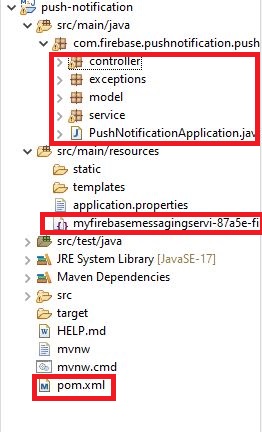 push-notification
src/main/java
com.firebase.pushnotification.push
controller
exceptions
model
service
PushNotificationApplication.jav
src/main/resources
static
templates
application.properties
myfirebasemessagingservi-87a5e-fi
src/test/java
JRE System Library [JavaSE-17]
Maven Dependencies
src
target
HELP.md
mvnw
mvnw.cmd
pom.xml